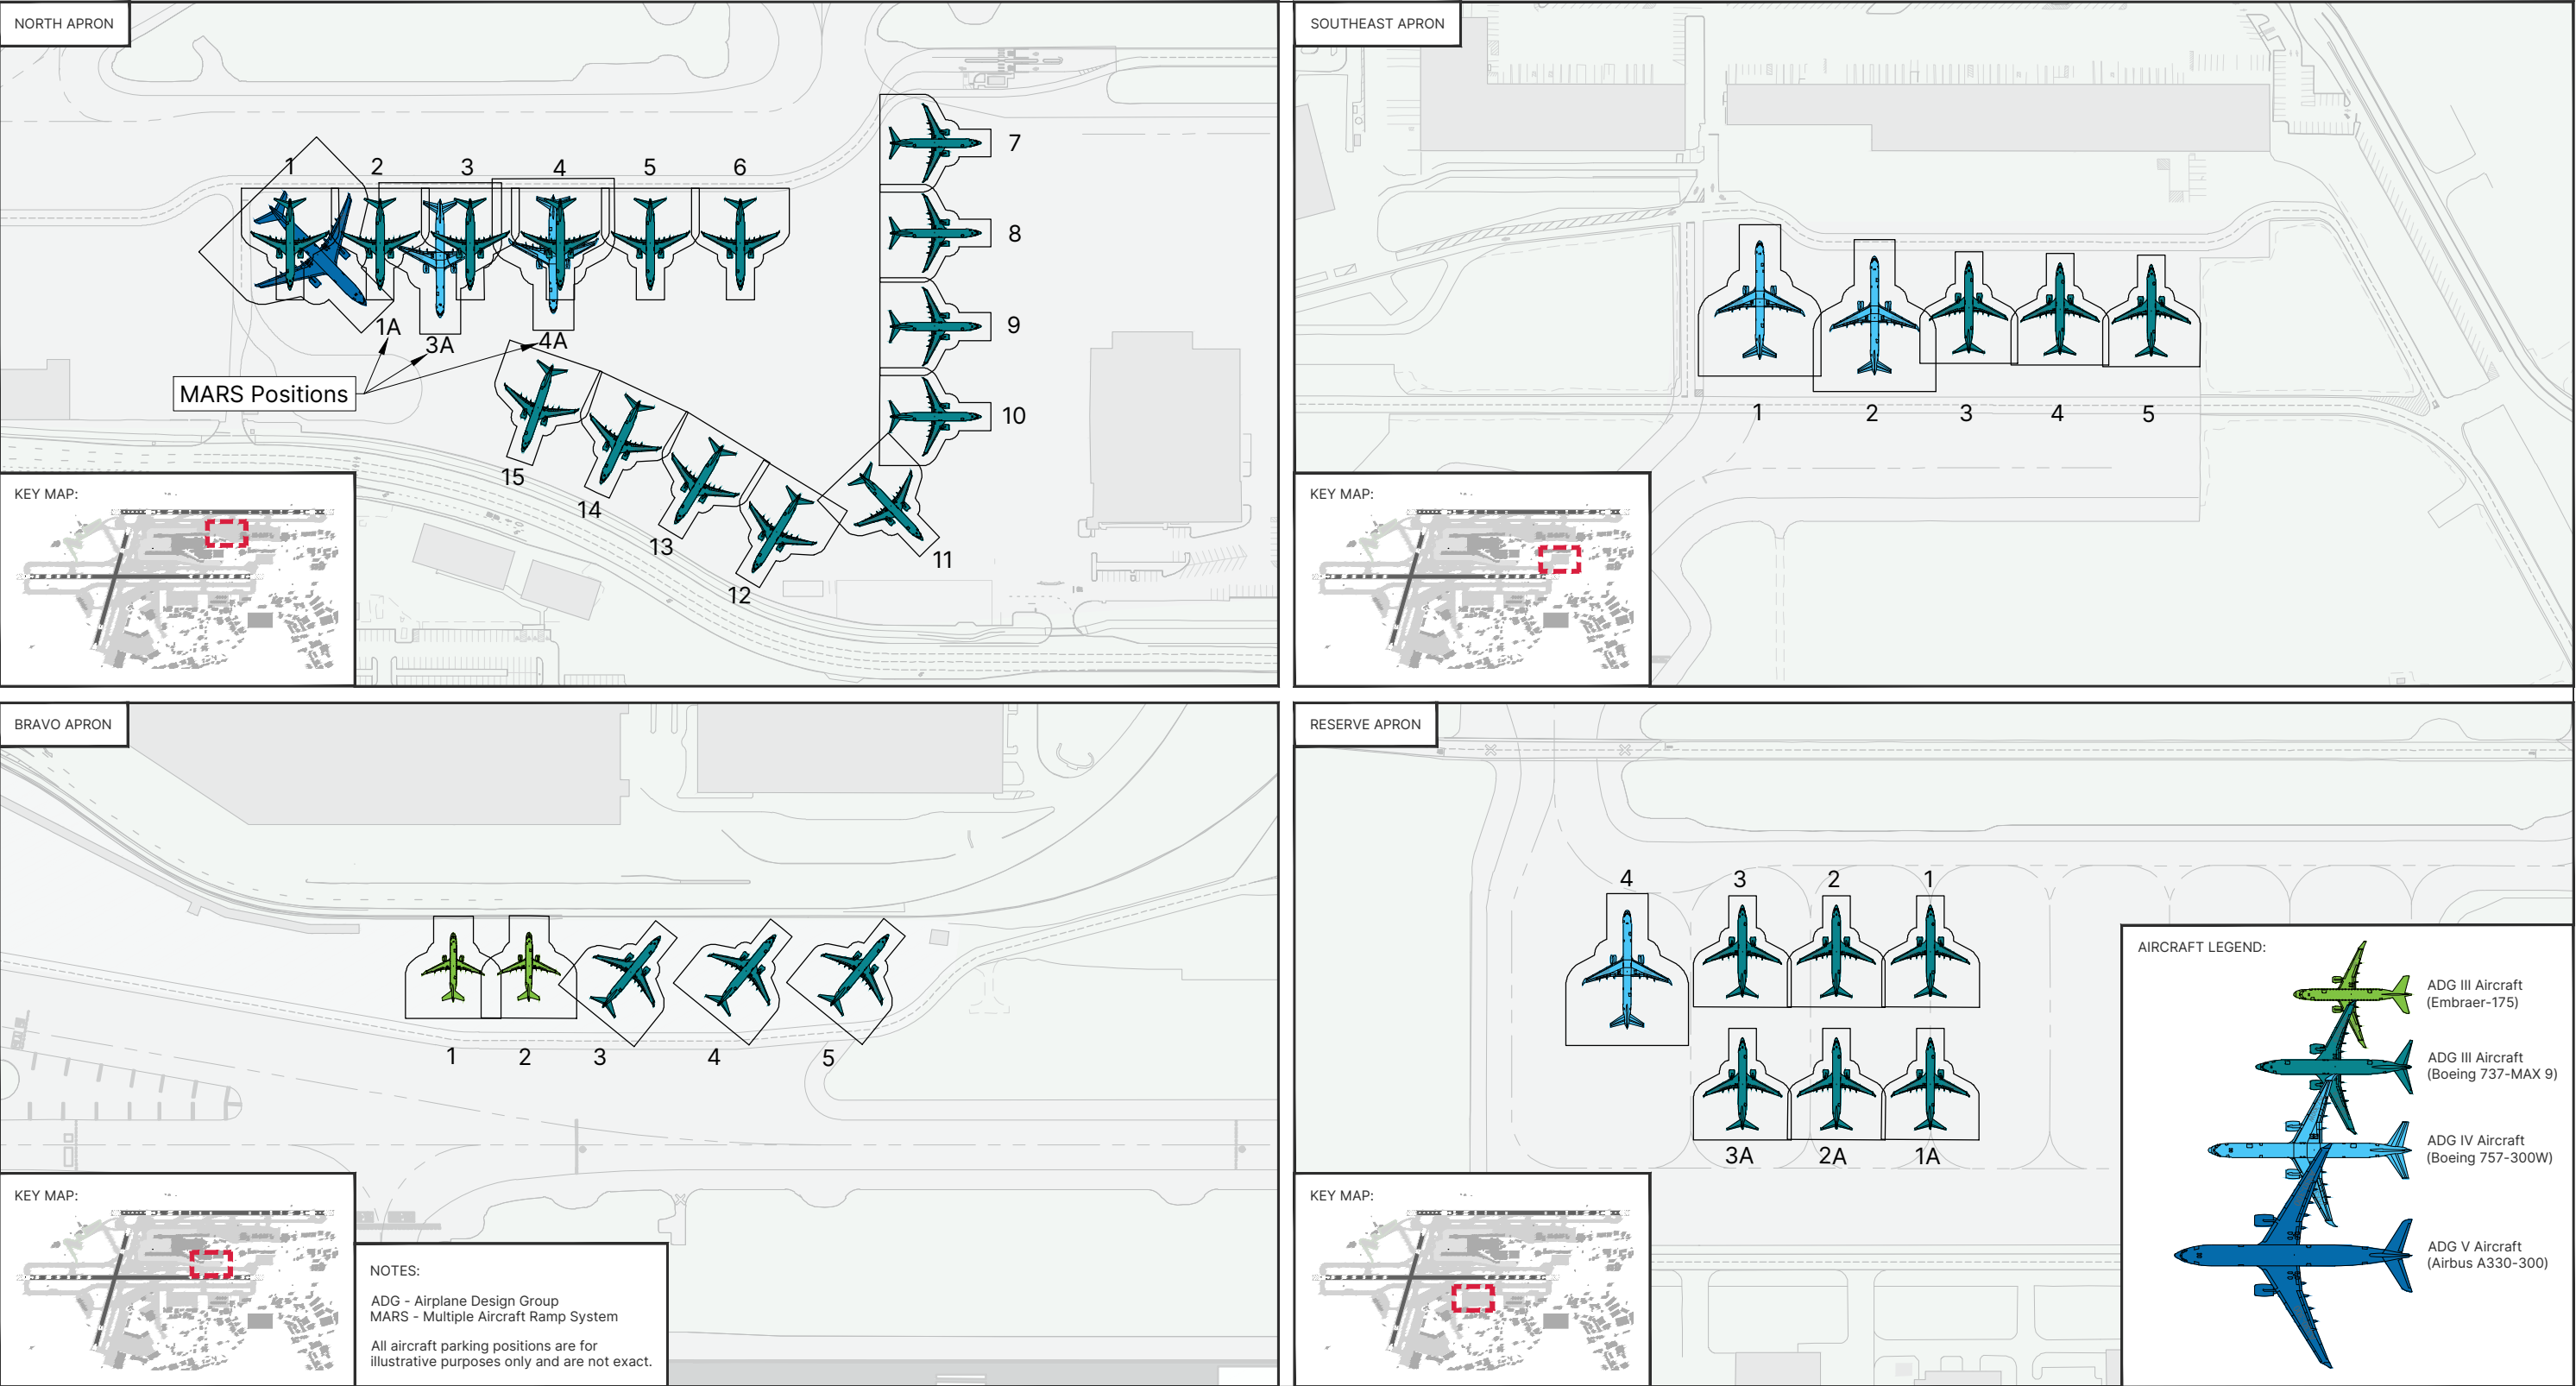 NORTH APRON
1
2
3
4
5
6
7
8
9
10
11
12
13
14
15
1A
3A
4A
MARS Positions
KEY MAP:
SOUTHEAST APRON
1
2
3
4
5
KEY MAP:
BRAVO APRON
1
2
3
4
5
KEY MAP:
NOTES:
ADG - Airplane Design Group
MARS - Multiple Aircraft Ramp System
All aircraft parking positions are for
illustrative purposes only and are not exact.
RESERVE APRON
4
3
2
1
3A
2A
1A
KEY MAP:
AIRCRAFT LEGEND:
ADG III Aircraft
(Embraer-175)
ADG III Aircraft
(Boeing 737-MAX 9)
ADG IV Aircraft
(Boeing 757-300W)
ADG V Aircraft
(Airbus A330-300)